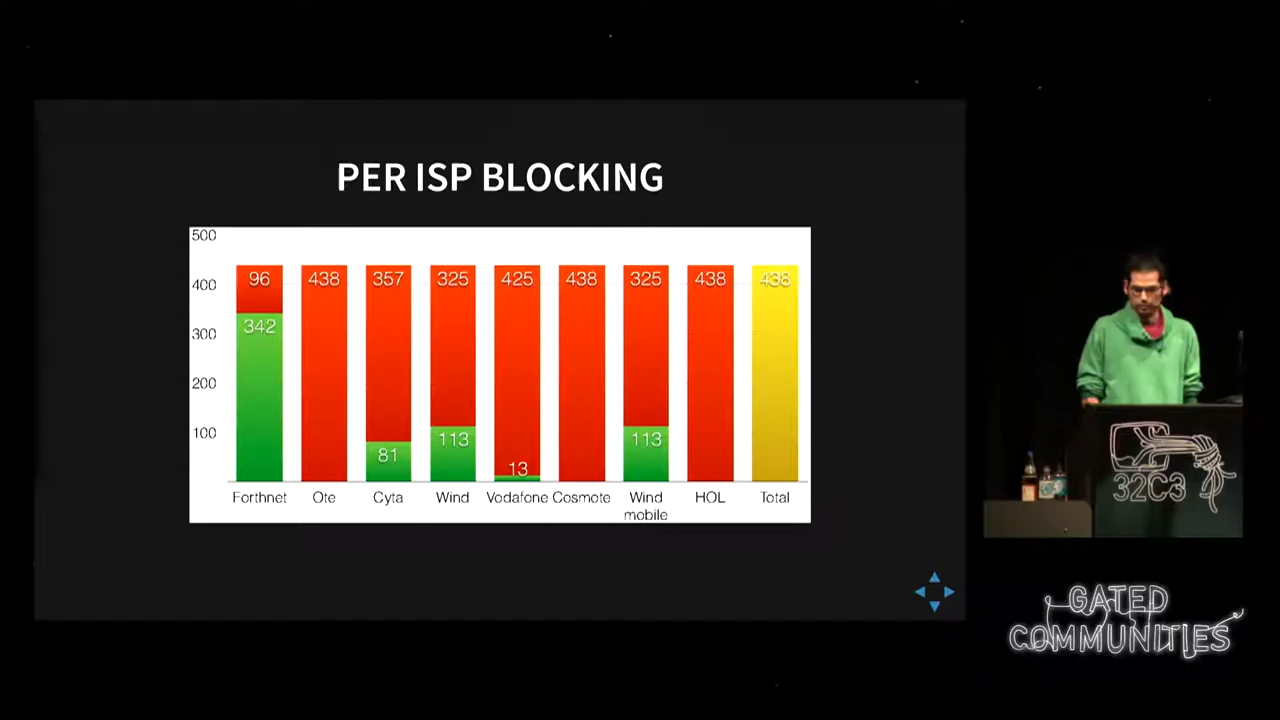 PER ISP BLOCKING
500
400
300
200
100
96
438
357
325
425
438
325
438
438
342
81
113
13
113
Forthnet
Ote
Cyta
Wind
Vodafone
Cosmote
Wind
mobile
HOL
Total
32C3
GATED
COMMUNITIES